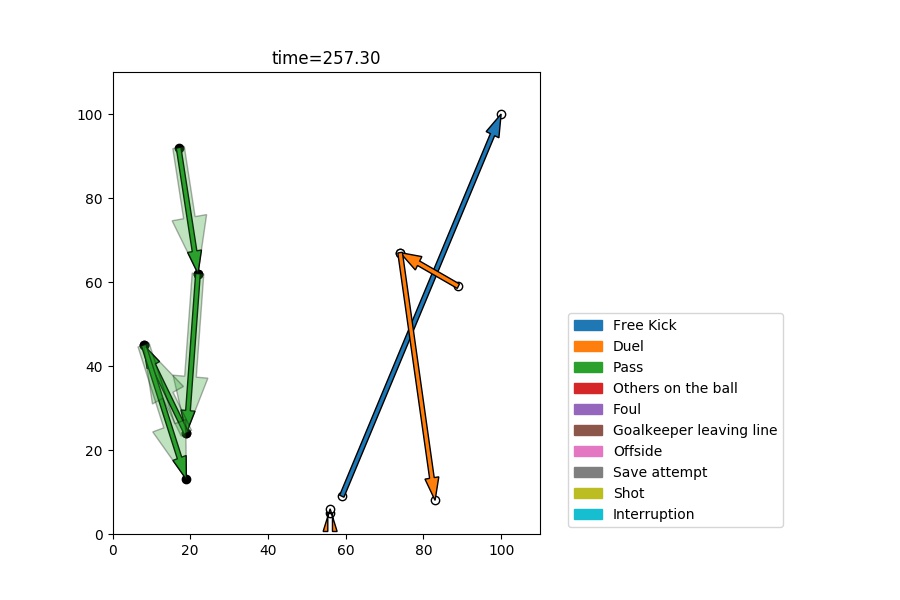 time=257.30
100
80
60
40
20
0
0 20 40 60 80 100
Free Kick
Duel
Pass
Others on the ball
Foul
Goalkeeper leaving line
Offside
Save attempt
Shot
Interruption